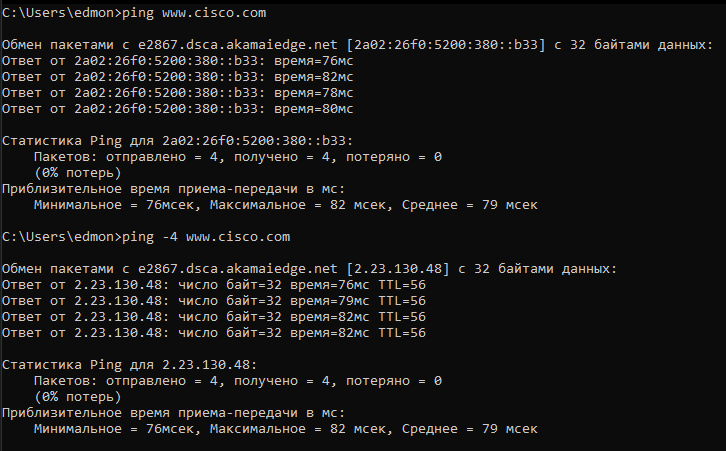 C:\Users\edmon>ping www.cisco.com
Обмен пакетами с e2867.dsca.akamaiedge.net [2a02:26f0:5200:380::b33] с 32 байтами данных:
Ответ от 2a02:26f0:5200:380::b33: время=76мс
Ответ от 2a02:26f0:5200:380::b33: время=82мс
Ответ от 2a02:26f0:5200:380::b33: время=78мс
Ответ от 2a02:26f0:5200:380::b33: время=80мс
Статистика Ping для 2a02:26f0:5200:380::b33:
    Пакетов: отправлено = 4, получено = 4, потеряно = 0
    (0% потерь)
Приблизительное время приема-передачи в мс:
    Минимальное = 76мсек, Максимальное = 82 мсек, Среднее = 79 мсек
C:\Users\edmon>ping -4 www.cisco.com
Обмен пакетами с e2867.dsca.akamaiedge.net [2.23.130.48] с 32 байтами данных:
Ответ от 2.23.130.48: число байт=32 время=76мс TTL=56
Ответ от 2.23.130.48: число байт=32 время=79мс TTL=56
Ответ от 2.23.130.48: число байт=32 время=82мс TTL=56
Ответ от 2.23.130.48: число байт=32 время=82мс TTL=56
Статистика Ping для 2.23.130.48:
    Пакетов: отправлено = 4, получено = 4, потеряно = 0
    (0% потерь)
Приблизительное время приема-передачи в мс:
    Минимальное = 76мсек, Максимальное = 82 мсек, Среднее = 79 мсек